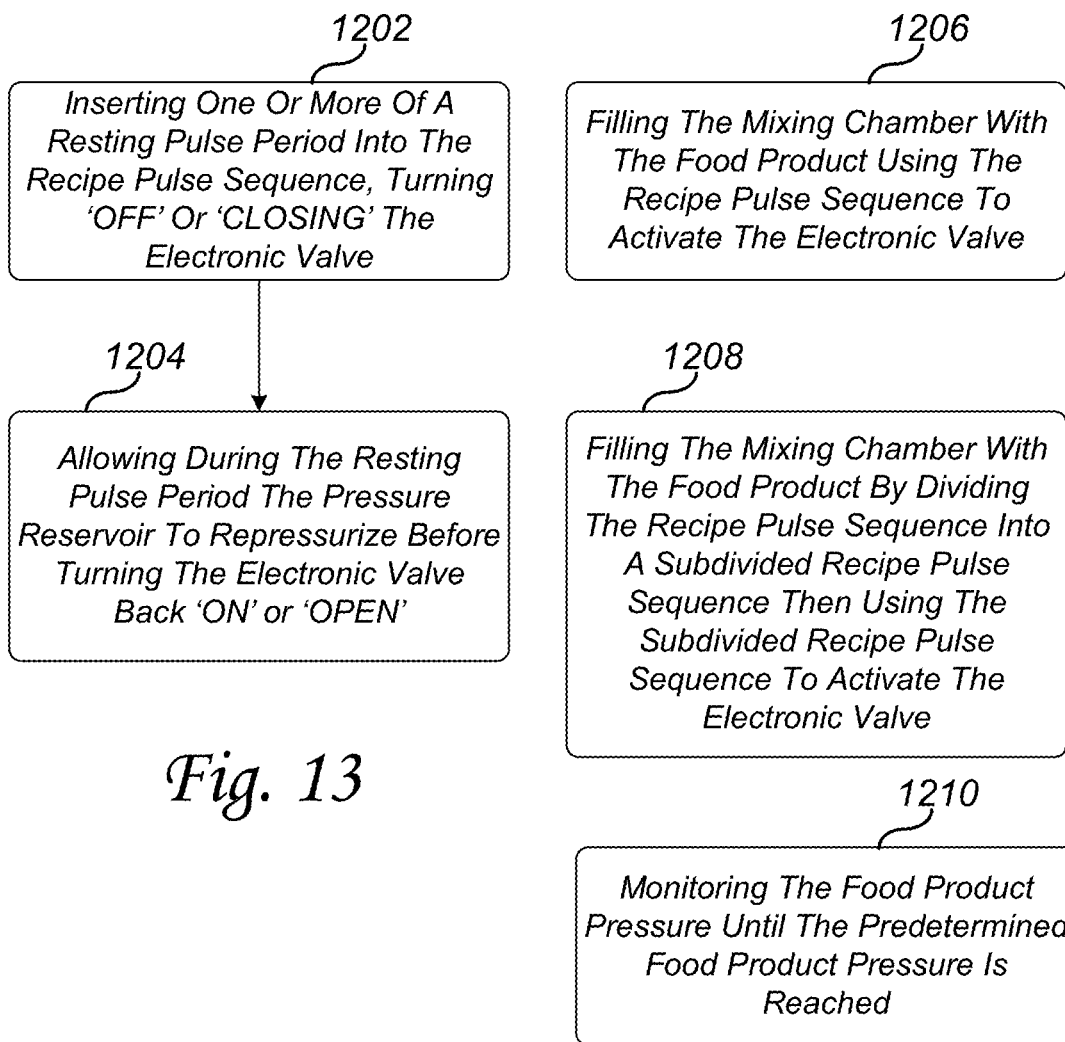 1202
Inserting One Or More Of A
Resting Pulse Period Into The
Recipe Pulse Sequence, Turning
‘OFF’ Or ‘CLOSING’ The
Electronic Valve
1204
Allowing During The Resting
Pulse Period The Pressure
Reservoir To Repressurize Before
Turning The Electronic Valve
Back ‘ON’ or ‘OPEN’
Fig. 13
1206
Filling The Mixing Chamber With
The Food Product Using The
Recipe Pulse Sequence To
Activate The Electronic Valve
1208
Filling The Mixing Chamber With
The Food Product By Dividing
The Recipe Pulse Sequence Into
A Subdivided Recipe Pulse
Sequence Then Using The
Subdivided Recipe Pulse
Sequence To Activate The
Electronic Valve
1210
Monitoring The Food Product
Pressure Until The Predetermined
Food Product Pressure Is
Reached